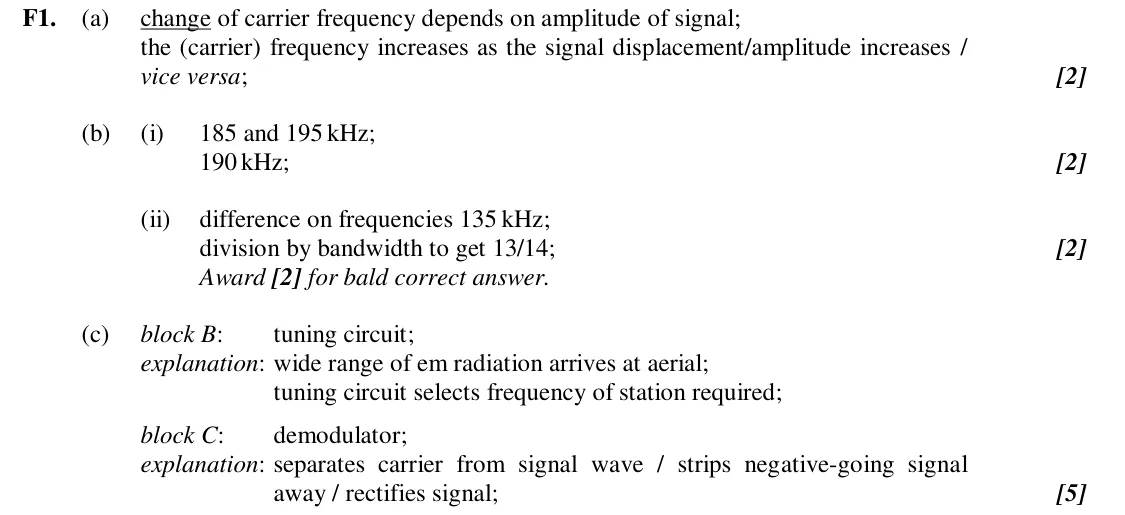 F1. (a) change of carrier frequency depends on amplitude of signal;
the (carrier) frequency increases as the signal displacement/amplitude increases /
vice versa; [2]
(b) (i) 185 and 195 kHz;
190 kHz; [2]
(ii) difference on frequencies 135 kHz;
division by bandwidth to get 13/14; [2]
Award [2] for bald correct answer.
(c) block B: tuning circuit;
explanation: wide range of em radiation arrives at aerial;
tuning circuit selects frequency of station required;
block C: demodulator;
explanation: separates carrier from signal wave / strips negative-going signal
away / rectifies signal; [5]